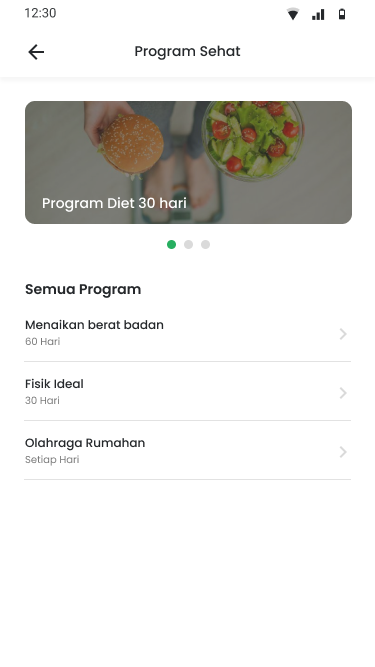 12:30
Program Sehat
Program Diet 30 hari
Semua Program
Menaikan berat badan
60 Hari
Fisik Ideal
30 Hari
Olahraga Rumahan
Setiap Hari